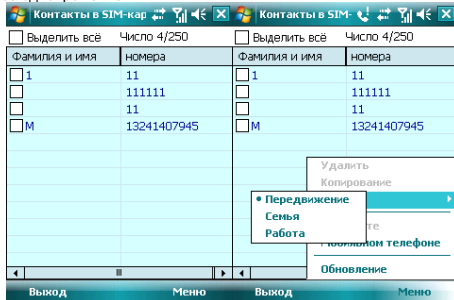 Контакты в SIM-кар
Выделить всё Число 4/250
Фамилия и имя номера
1 11
111111
11
М 13241407945
Выход Меню
Контакты в SIM-
Выделить всё Число 4/250
Фамилия и имя номера
1 11
111111
11
М 13241407945
Удалить
Копирование
• Передвижение
Семья
Работа
Мобильном телефоне
Обновление
Выход Меню